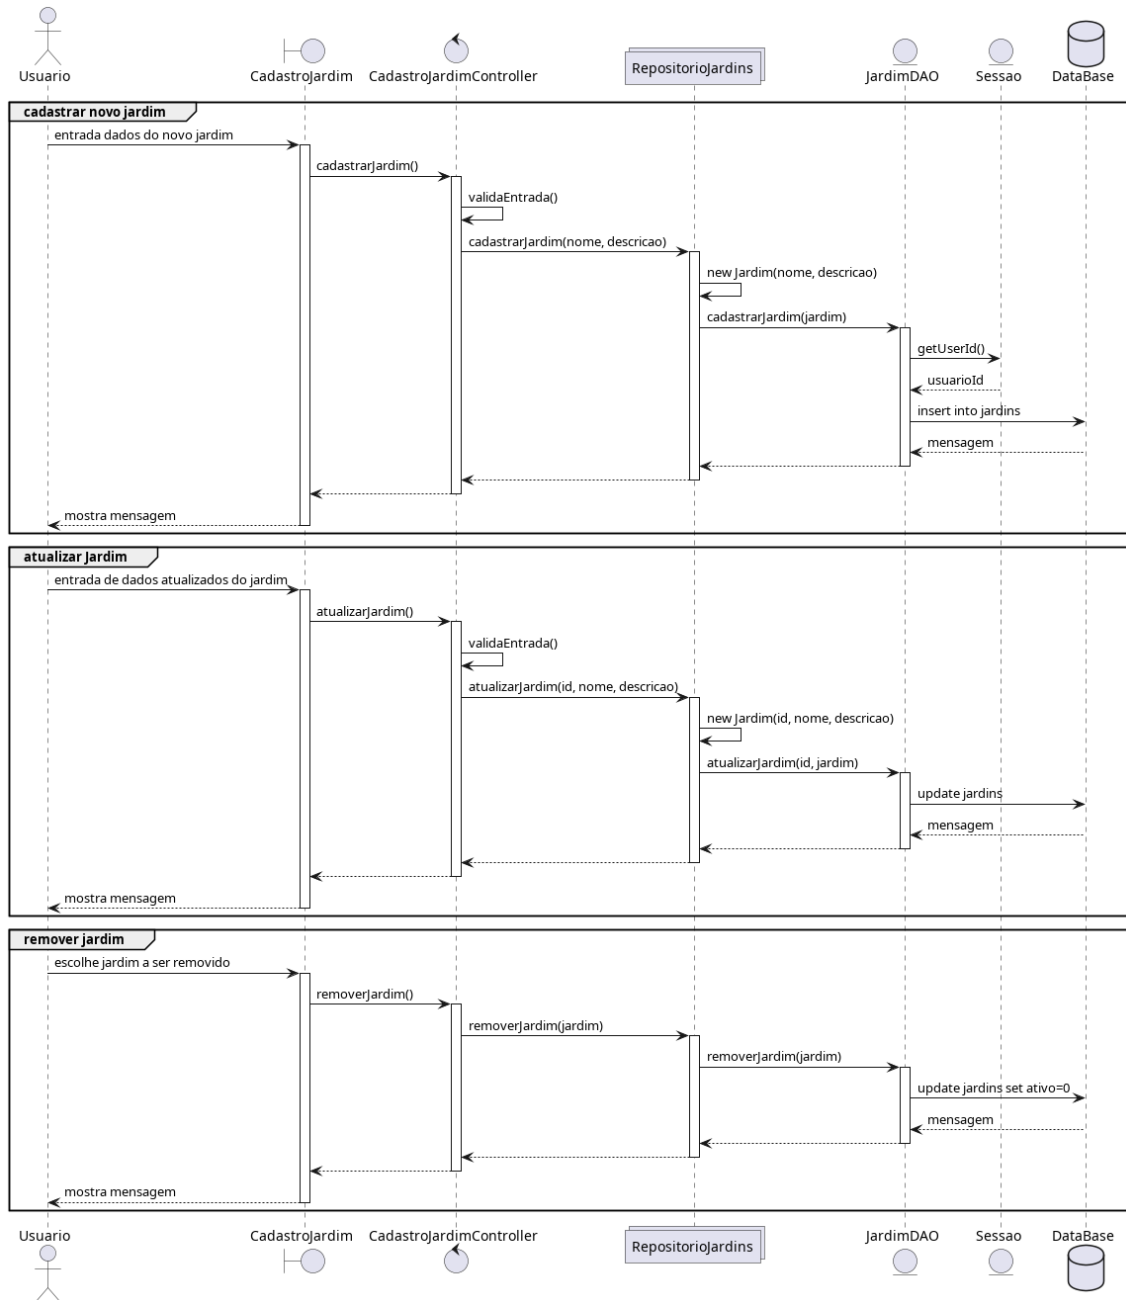 Usuario
CadastroJardim
CadastroJardimController
RepositorioJardins
JardimDAO
Sessao
DataBase
cadastrar novo jardim
entrada dados do novo jardim
cadastrarJardim()
validaEntrada()
cadastrarJardim(nome, descricao)
new Jardim(nome, descricao)
cadastrarJardim(jardim)
getUserId()
usuarioId
insert into jardins
mensagem
mostra mensagem
atualizar Jardim
entrada de dados atualizados do jardim
atualizarJardim()
validaEntrada()
atualizarJardim(id, nome, descricao)
new Jardim(id, nome, descricao)
atualizarJardim(id, jardim)
update jardins
mensagem
mostra mensagem
remover jardim
escolhe jardim a ser removido
removerJardim()
removerJardim(jardim)
removerJardim(jardim)
update jardins set ativo=0
mensagem
mostra mensagem
Usuario
CadastroJardim
CadastroJardimController
RepositorioJardins
JardimDAO
Sessao
DataBase